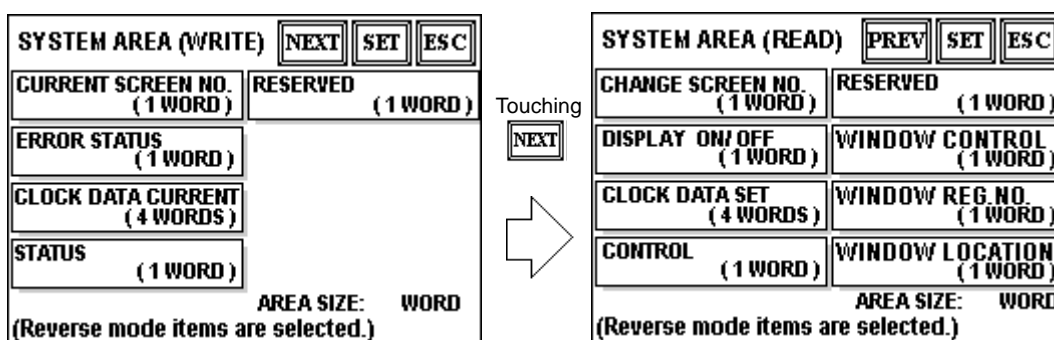 SYSTEM AREA (WRITE) NEXT SET ESC
CURRENT SCREEN NO. (1 WORD)
RESERVED (1 WORD)
ERROR STATUS (1 WORD)
CLOCK DATA CURRENT (4 WORDS)
STATUS (1 WORD)
AREA SIZE: WORD
(Reverse mode items are selected.)
Touching
NEXT
SYSTEM AREA (READ) PREV SET ESC
CHANGE SCREEN NO. (1 WORD)
RESERVED (1 WORD)
DISPLAY ON/OFF (1 WORD)
WINDOW CONTROL (1 WORD)
CLOCK DATA SET (4 WORDS)
WINDOW REG.NO. (1 WORD)
CONTROL (1 WORD)
WINDOW LOCATION (1 WORD)
AREA SIZE: WORD
(Reverse mode items are selected.)